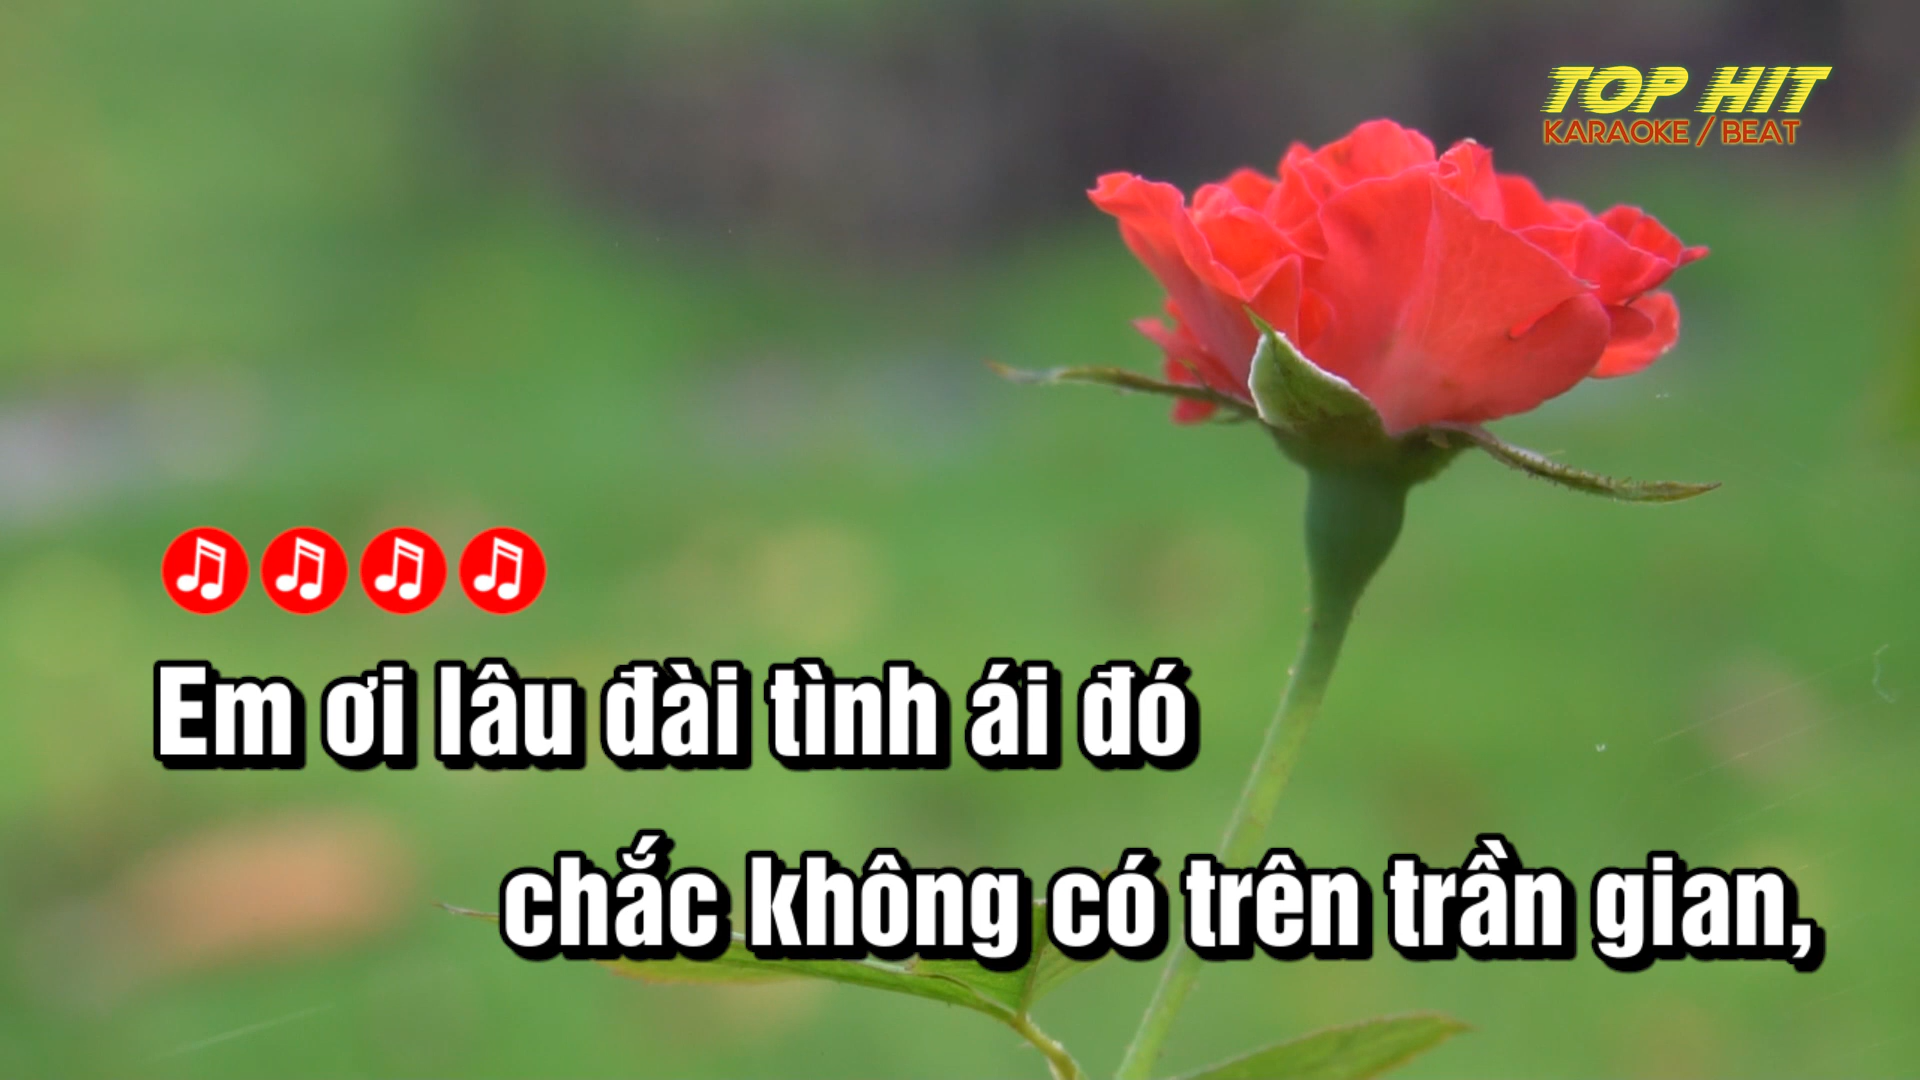 TOP HIT
KARAOKE / BEAT
Em ơi lâu đài tình ái đó
chắc không có trên trần gian,